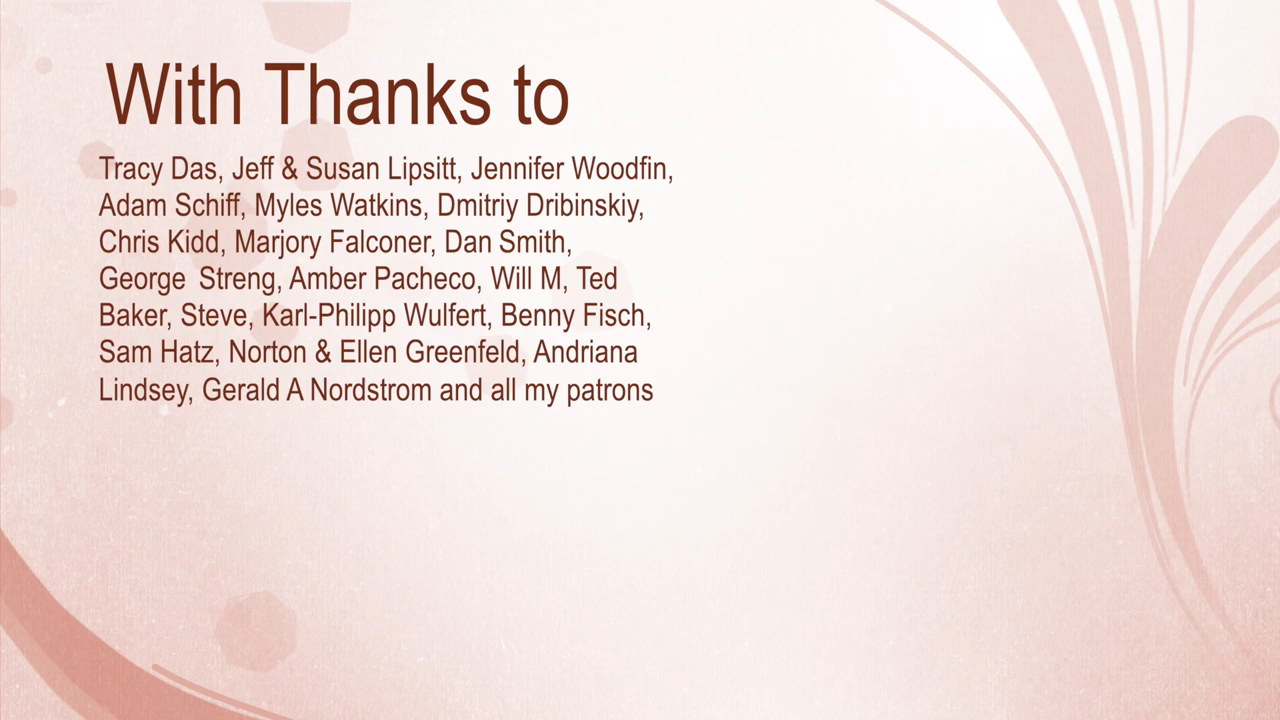 With Thanks to
Tracy Das, Jeff & Susan Lipsitt, Jennifer Woodfin,
Adam Schiff, Myles Watkins, Dmitriy Dribinskiy,
Chris Kidd, Marjory Falconer, Dan Smith,
George Streng, Amber Pacheco, Will M, Ted
Baker, Steve, Karl-Philipp Wulfert, Benny Fisch,
Sam Hatz, Norton & Ellen Greenfeld, Andriana
Lindsey, Gerald A Nordstrom and all my patrons